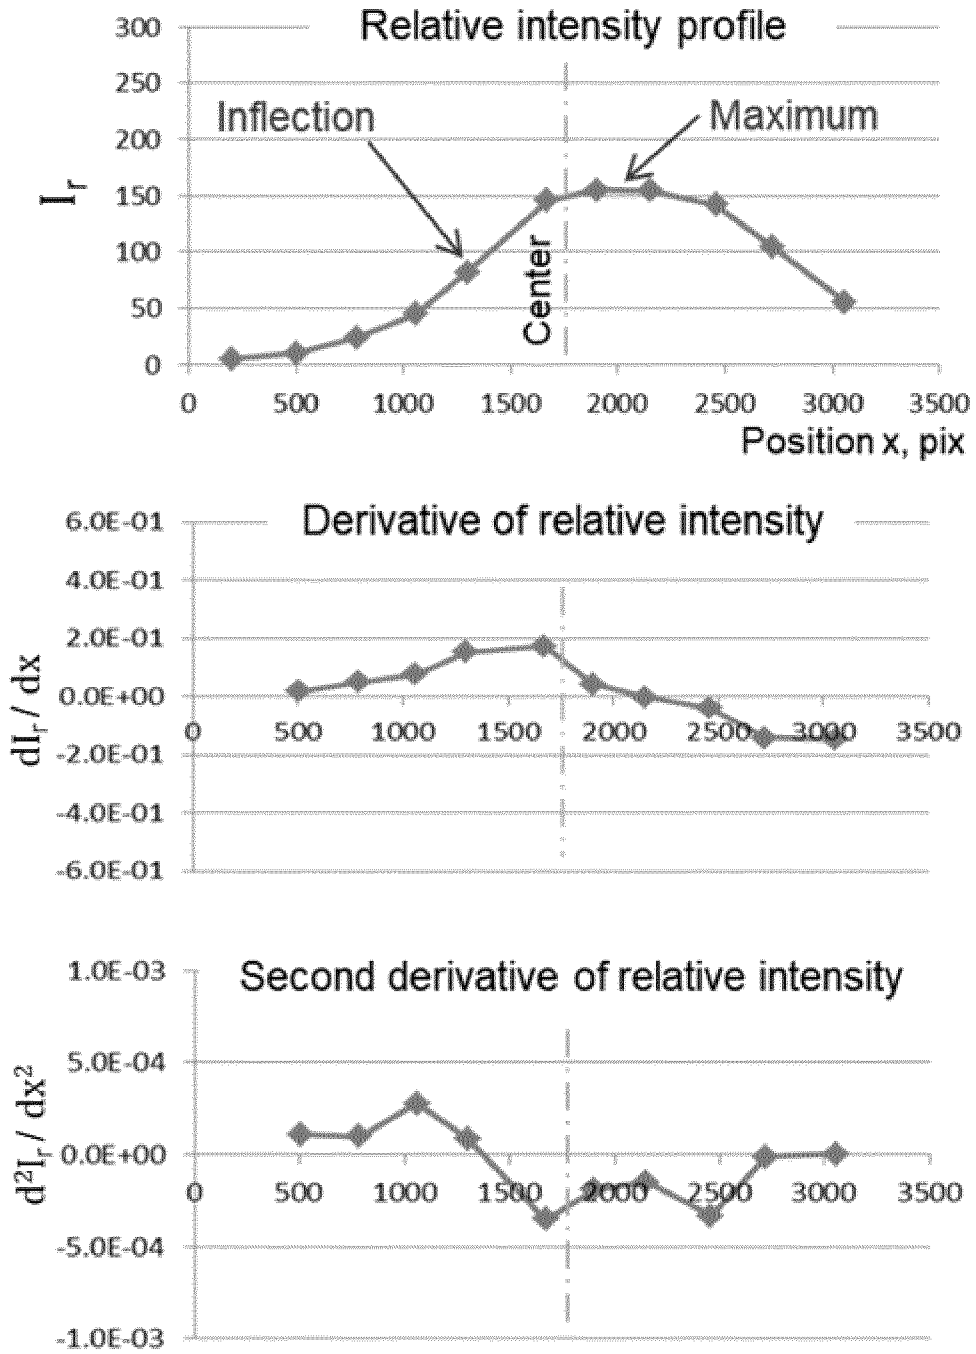 Relative intensity profile
300
250
200
150
100
50
0
I_r
Inflection
Maximum
Center
0 500 1000 1500 2000 2500 3000 3500
Position x, pix
Derivative of relative intensity
6.0E-01
4.0E-01
2.0E-01
0.0E+00
-2.0E-01
-4.0E-01
-6.0E-01
dI_r / dx
0 500 1000 1500 2000 2500 3000 3500
Second derivative of relative intensity
1.0E-03
5.0E-04
0.0E+00
-5.0E-04
-1.0E-03
d²I_r / dx²
0 500 1000 1500 2000 2500 3000 3500